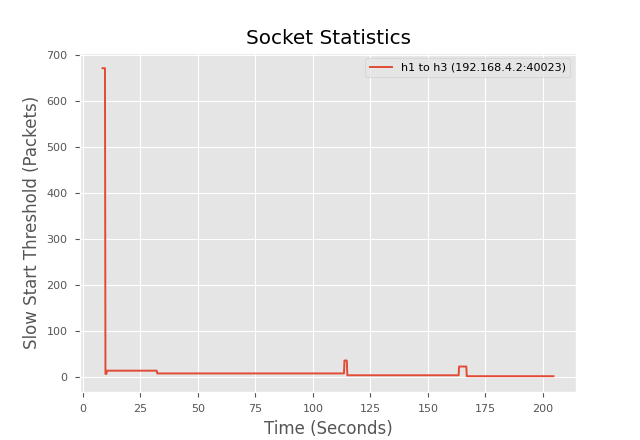 Socket Statistics
h1 to h3 (192.168.4.2:40023)
Slow Start Threshold (Packets)
700
600
500
400
300
200
100
0
0 25 50 75 100 125 150 175 200
Time (Seconds)